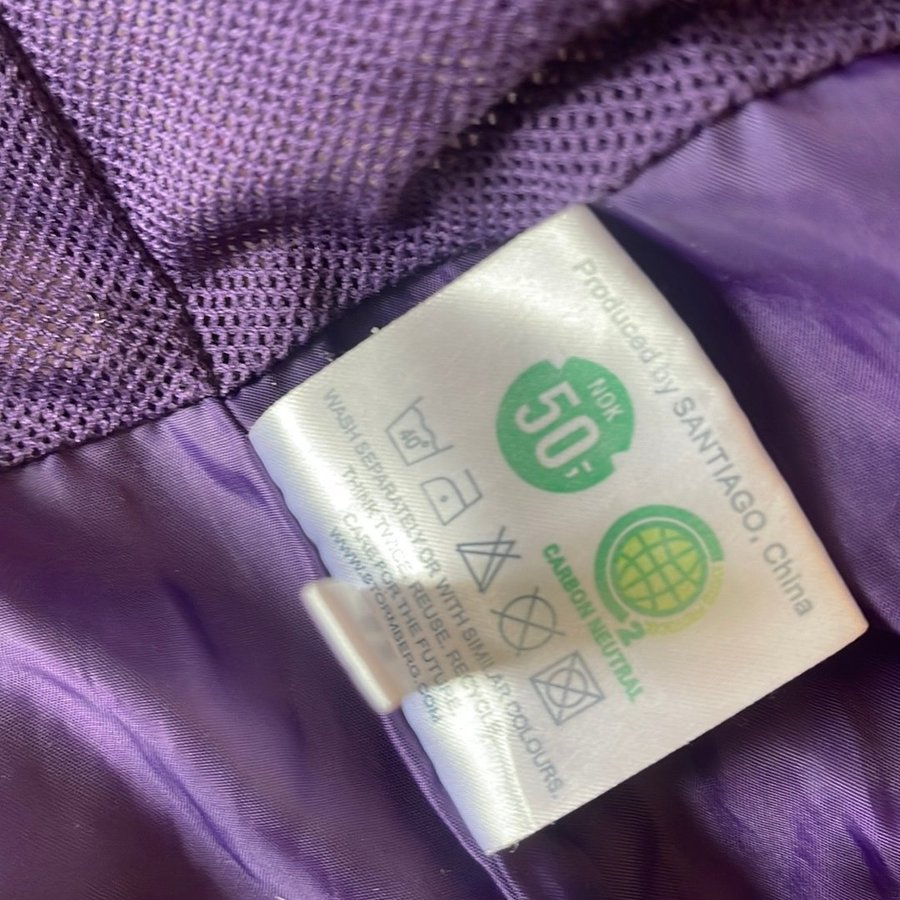 Produced by SANTIAGO, China
NOK
50,-
2
CARBON NEUTRAL
40°
WASH SEPARATELY OR WITH SIMILAR COLOURS.
THINK TWICE, REUSE, RECYCLE
CARE FOR THE FUTURE
WWW.STORMBERG.COM